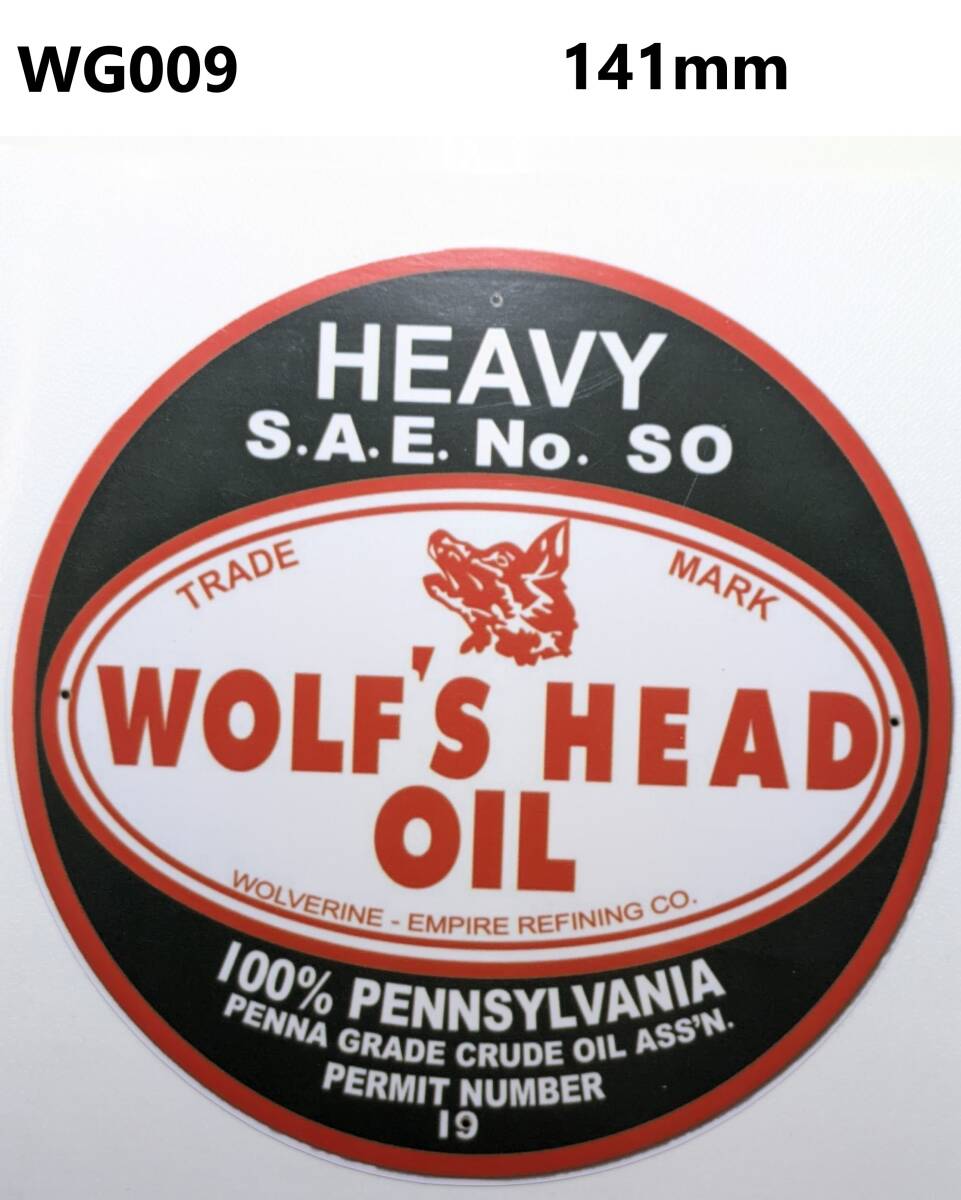 WG009 141mm
HEAVY
S.A.E. No. SO
TRADE MARK
WOLF'S HEAD
OIL
WOLVERINE - EMPIRE REFINING CO.
100% PENNSYLVANIA
PENNA GRADE CRUDE OIL ASS'N.
PERMIT NUMBER
19